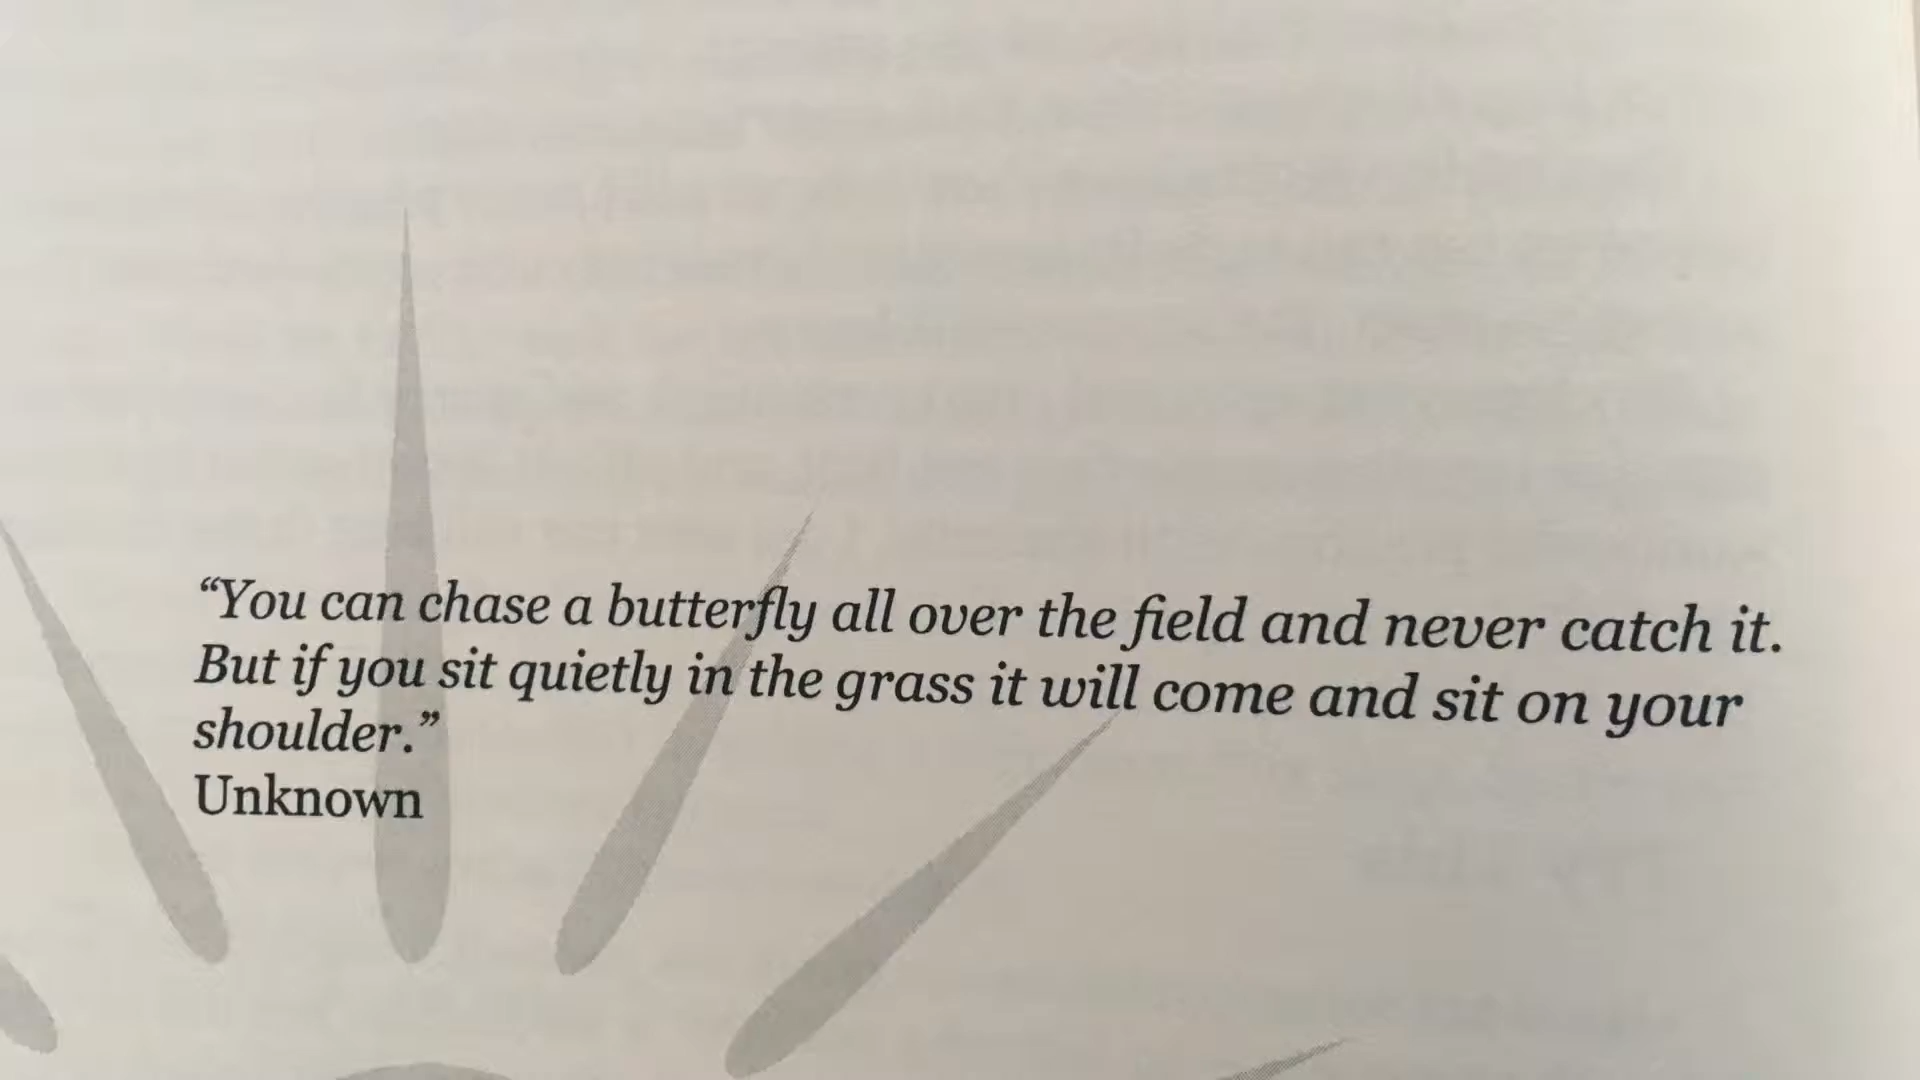 “You can chase a butterfly all over the field and never catch it.
But if you sit quietly in the grass it will come and sit on your
shoulder.”
Unknown